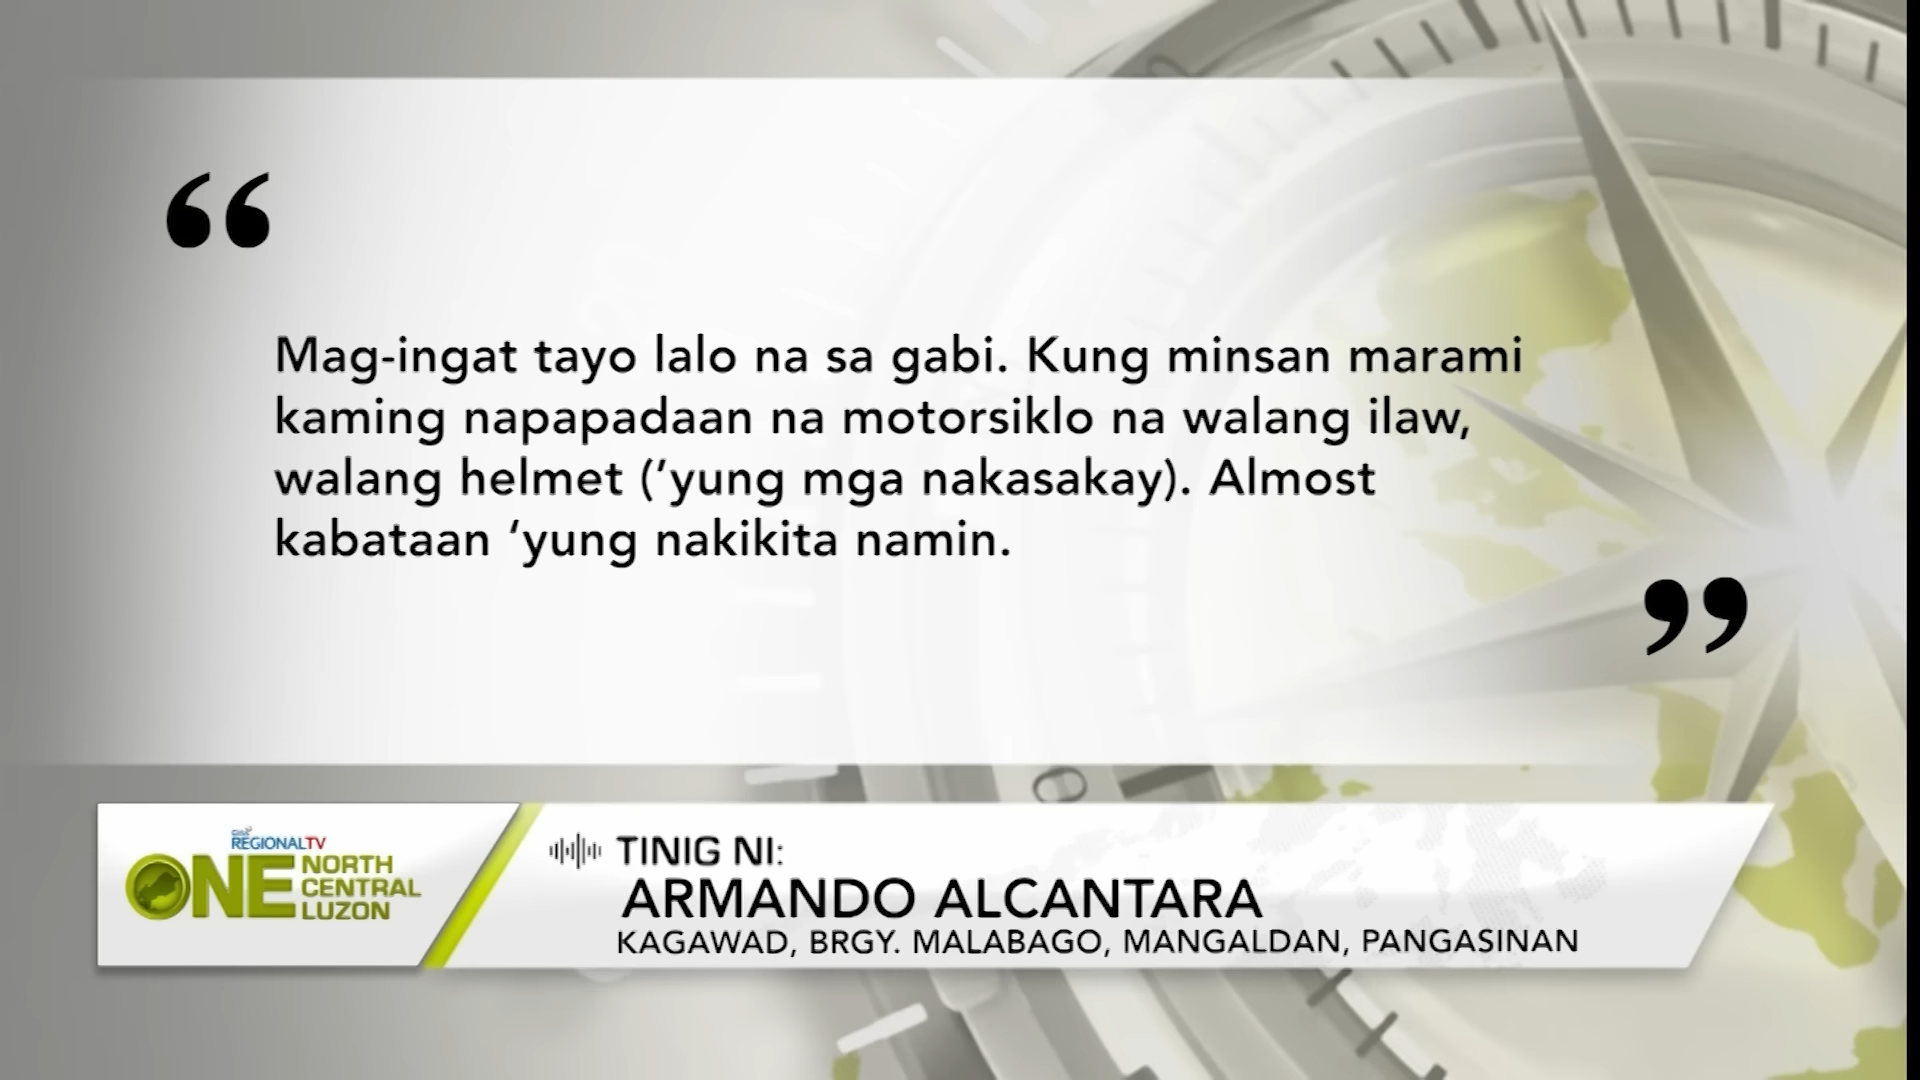 “
Mag-ingat tayo lalo na sa gabi. Kung minsan marami
kaming napapadaan na motorsiklo na walang ilaw,
walang helmet (’yung mga nakasakay). Almost
kabataan ‘yung nakikita namin.
”
GMA
REGIONALTV
ONE NORTH
CENTRAL
LUZON
TINIG NI:
ARMANDO ALCANTARA
KAGAWAD, BRGY. MALABAGO, MANGALDAN, PANGASINAN